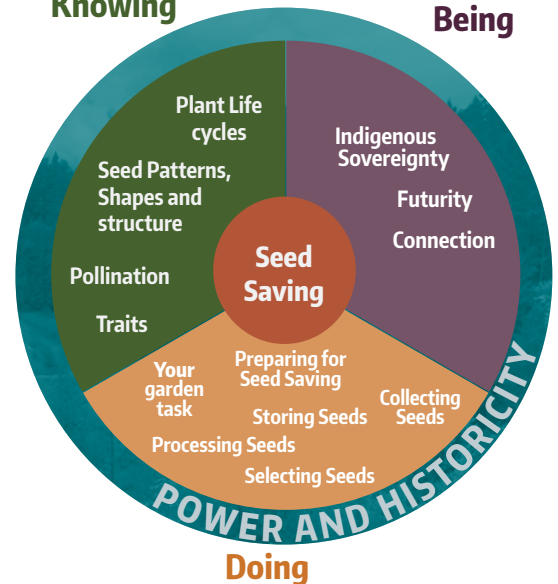 Knowing
Being
Plant Life
cycles
Seed Patterns,
Shapes and
structure
Pollination
Traits
Indigenous
Sovereignty
Futurity
Connection
Seed
Saving
Your
garden
task
Preparing for
Seed Saving
Collecting
Seeds
Storing Seeds
Processing Seeds
Selecting Seeds
POWER AND HISTORICITY
Doing